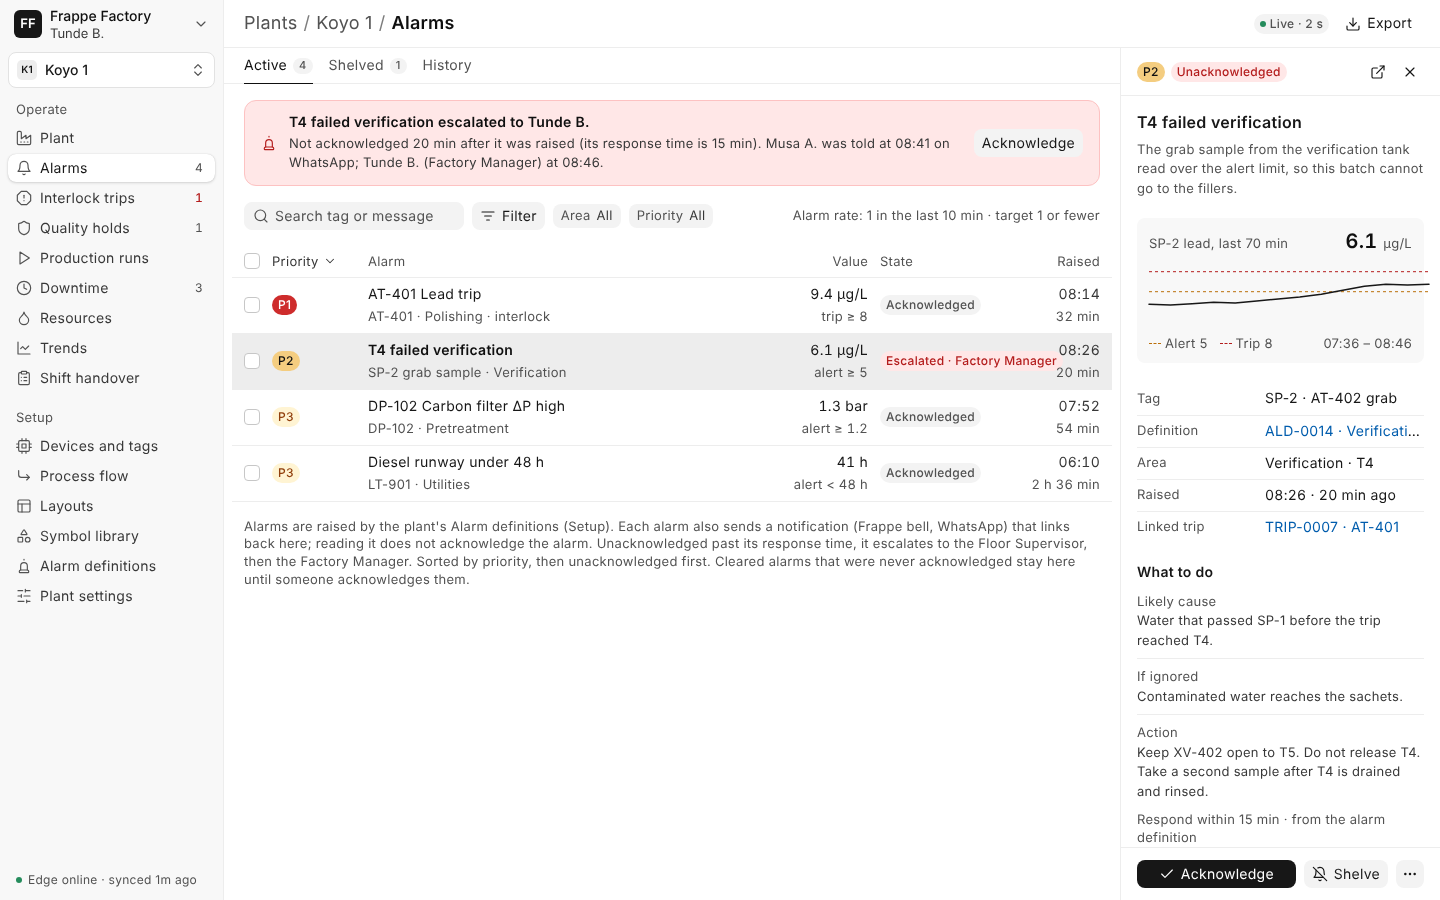 FF
Frappe Factory
Tunde B.
K1 Koyo 1
Operate
Plant
Alarms 4
Interlock trips 1
Quality holds 1
Production runs
Downtime 3
Resources
Trends
Shift handover
Setup
Devices and tags
Process flow
Layouts
Symbol library
Alarm definitions
Plant settings
Edge online · synced 1m ago
Plants / Koyo 1 / Alarms
Live · 2 s
Export
Active 4 Shelved 1 History
T4 failed verification escalated to Tunde B.
Not acknowledged 20 min after it was raised (its response time is 15 min). Musa A. was told at 08:41 on
WhatsApp; Tunde B. (Factory Manager) at 08:46.
Acknowledge
Search tag or message
Filter
Area All
Priority All
Alarm rate: 1 in the last 10 min · target 1 or fewer
Priority Alarm Value State Raised
P1 AT-401 Lead trip 9.4 µg/L Acknowledged 08:14
AT-401 · Polishing · interlock trip ≥ 8 32 min
P2 T4 failed verification 6.1 µg/L Escalated · Factory Manager 08:26
SP-2 grab sample · Verification alert ≥ 5 20 min
P3 DP-102 Carbon filter ΔP high 1.3 bar Acknowledged 07:52
DP-102 · Pretreatment alert ≥ 1.2 54 min
P3 Diesel runway under 48 h 41 h Acknowledged 06:10
LT-901 · Utilities alert < 48 h 2 h 36 min
Alarms are raised by the plant's Alarm definitions (Setup). Each alarm also sends a notification (Frappe bell, WhatsApp) that links
back here; reading it does not acknowledge the alarm. Unacknowledged past its response time, it escalates to the Floor Supervisor,
then the Factory Manager. Sorted by priority, then unacknowledged first. Cleared alarms that were never acknowledged stay here
until someone acknowledges them.
P2 Unacknowledged
T4 failed verification
The grab sample from the verification tank
read over the alert limit, so this batch cannot
go to the fillers.
SP-2 lead, last 70 min 6.1 µg/L
Alert 5 Trip 8 07:36 – 08:46
Tag SP-2 · AT-402 grab
Definition ALD-0014 · Verificati...
Area Verification · T4
Raised 08:26 · 20 min ago
Linked trip TRIP-0007 · AT-401
What to do
Likely cause
Water that passed SP-1 before the trip
reached T4.
If ignored
Contaminated water reaches the sachets.
Action
Keep XV-402 open to T5. Do not release T4.
Take a second sample after T4 is drained
and rinsed.
Respond within 15 min · from the alarm
definition
Acknowledge
Shelve